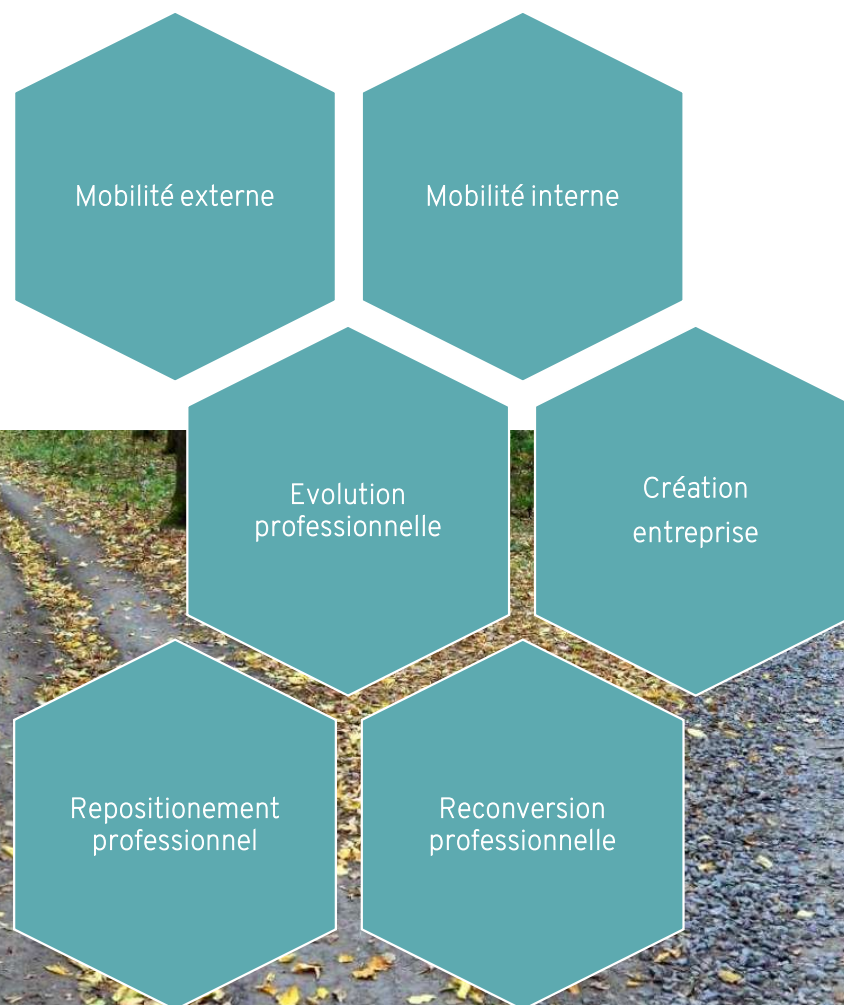 Mobilité externe
Mobilité interne
Evolution
professionnelle
Création
entreprise
Repositionement
professionnel
Reconversion
professionnelle